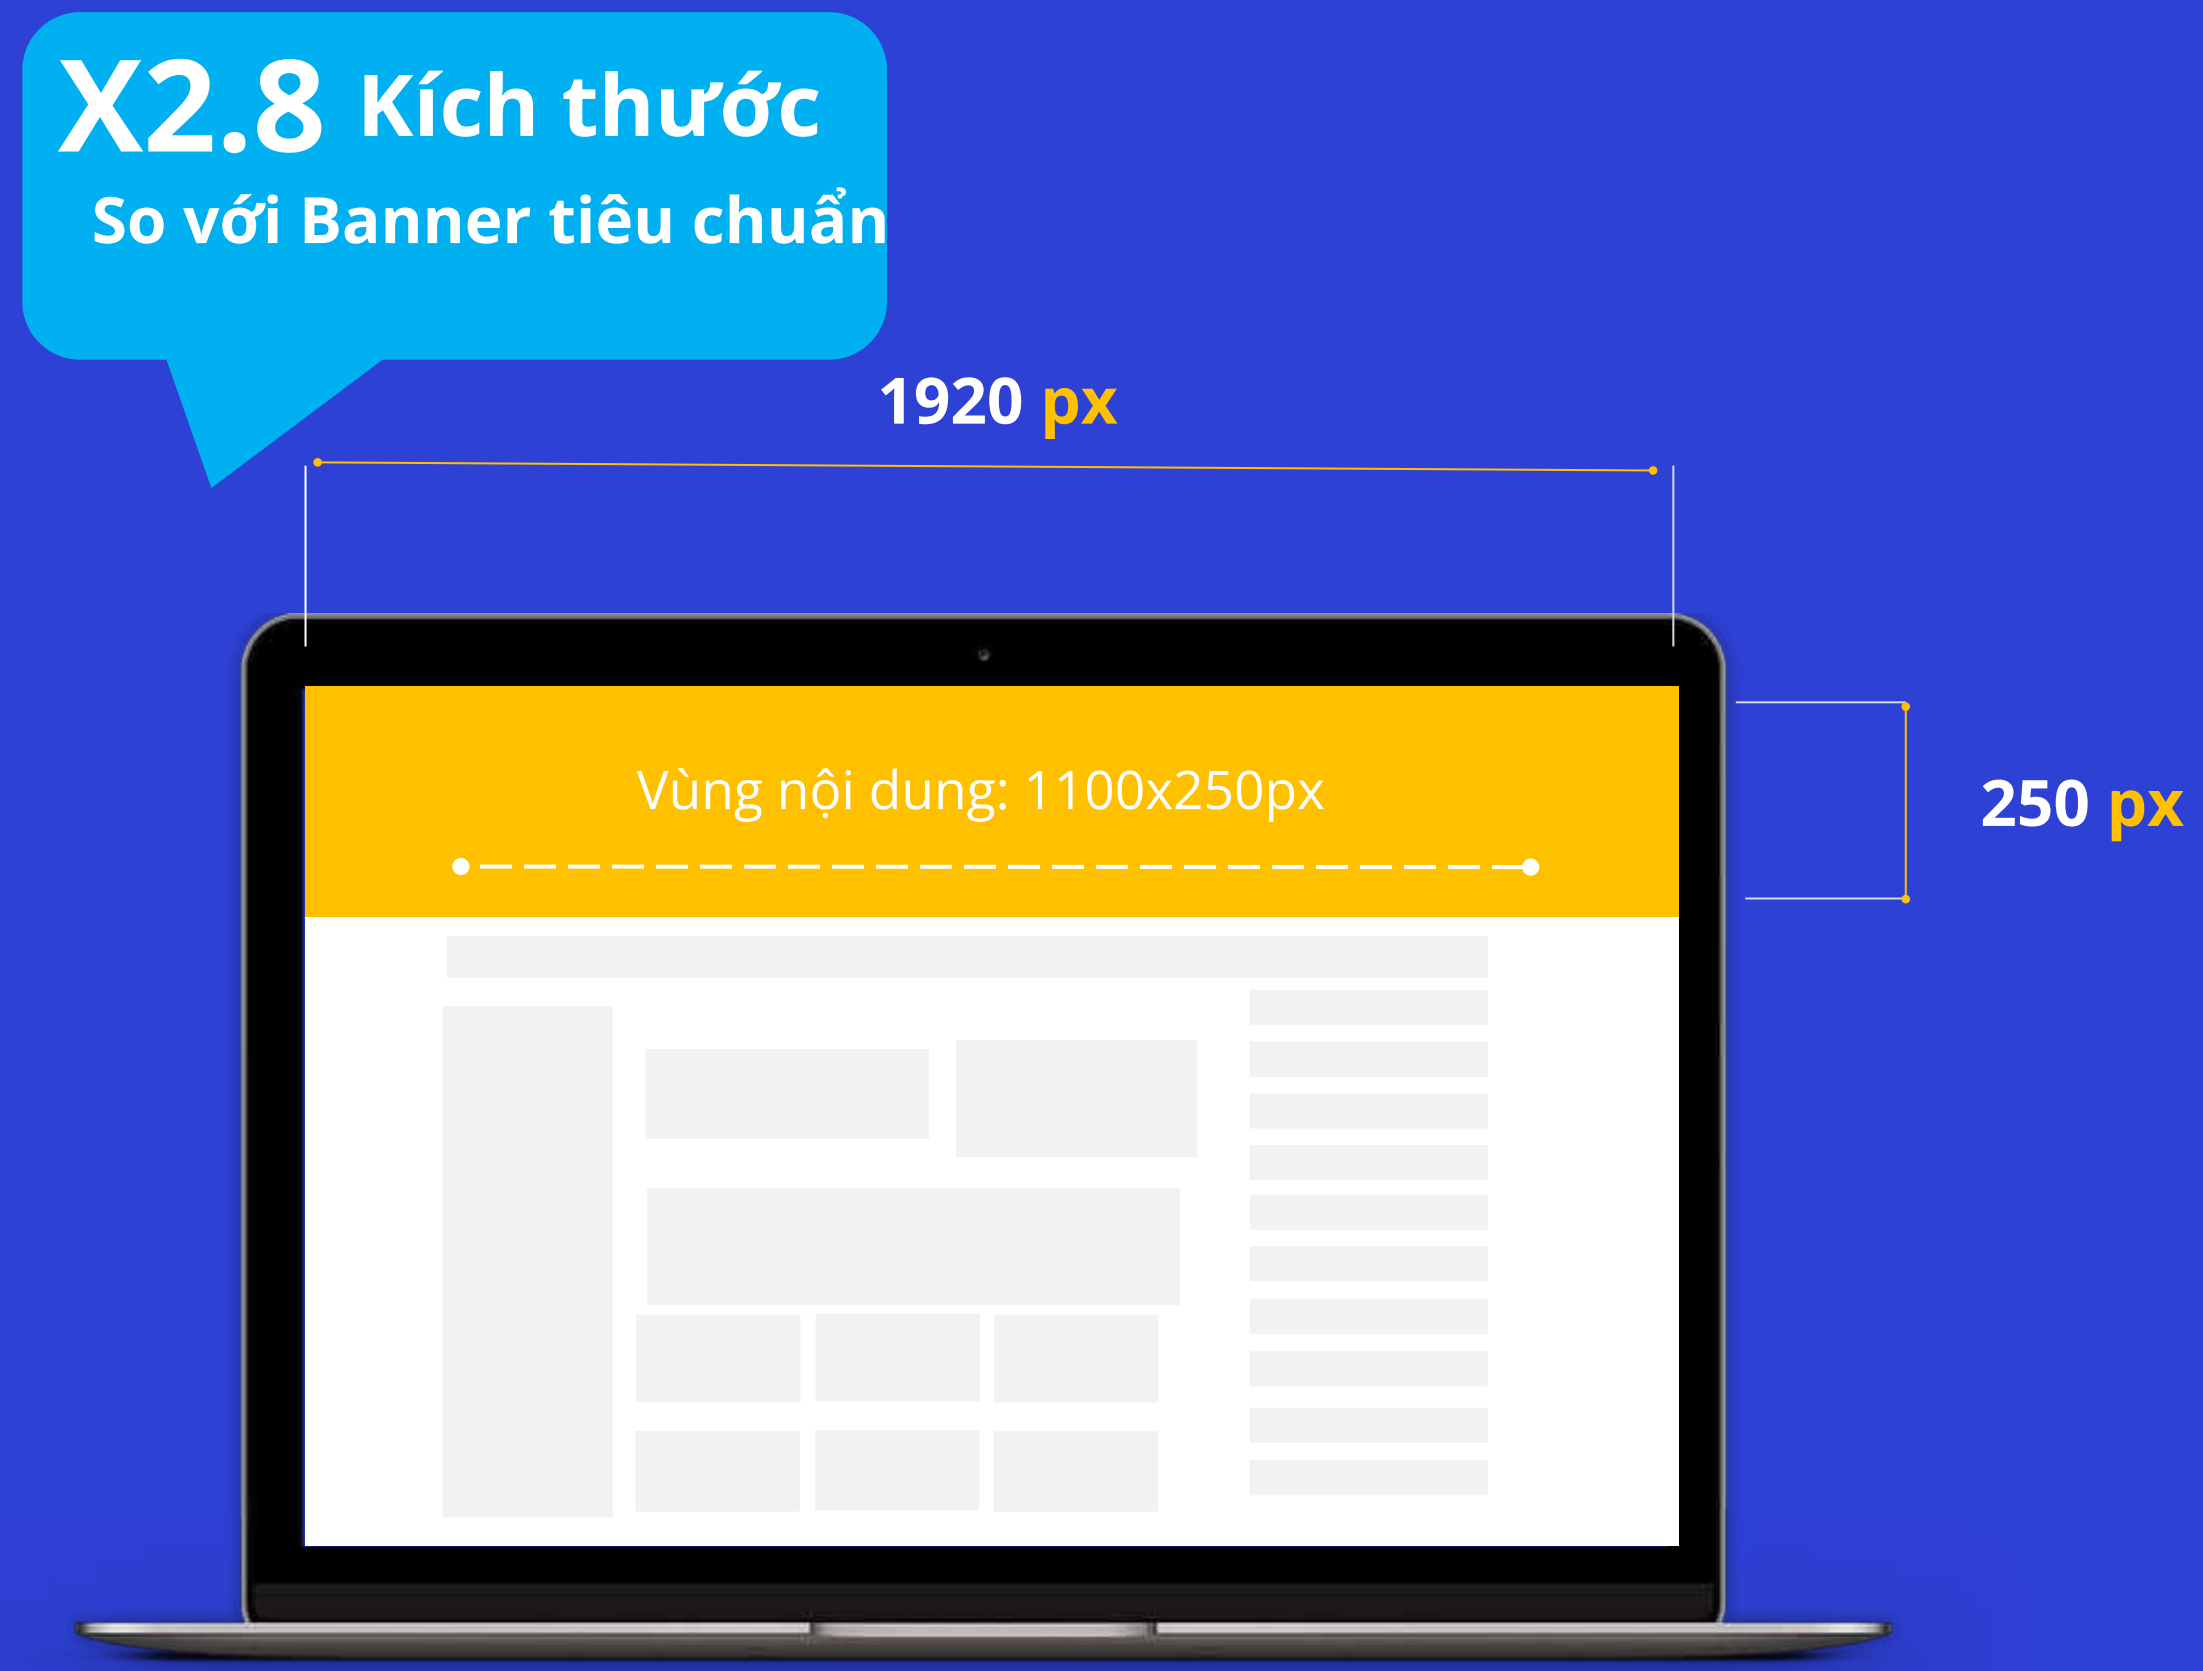 X2.8 Kích thước
So với Banner tiêu chuẩn
1920 px
Vùng nội dung: 1100x250px
250 px